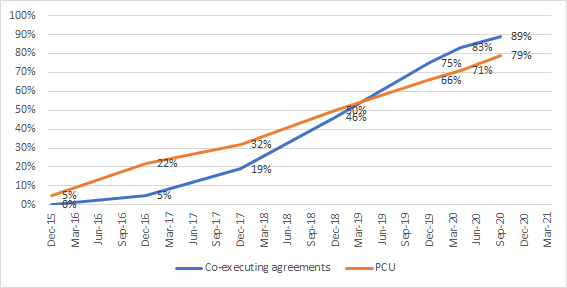 100%
90%
80%
70%
60%
50%
40%
30%
20%
10%
0%
89%
83%
79%
75%
71%
66%
50%
46%
32%
22%
19%
5%
5%
0%
Dec-15
Mar-16
Jun-16
Sep-16
Dec-16
Mar-17
Jun-17
Sep-17
Dec-17
Mar-18
Jun-18
Sep-18
Dec-18
Mar-19
Jun-19
Sep-19
Dec-19
Mar-20
Jun-20
Sep-20
Dec-20
Mar-21
Co-executing agreements PCU